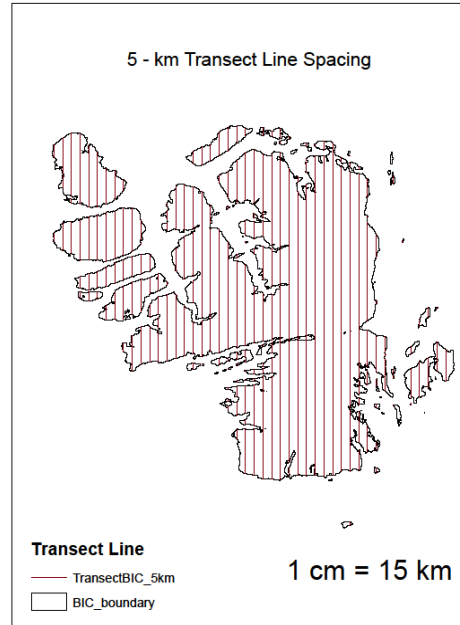 5 - km Transect Line Spacing
Transect Line
TransectBIC_5km
BIC_boundary
1 cm = 15 km